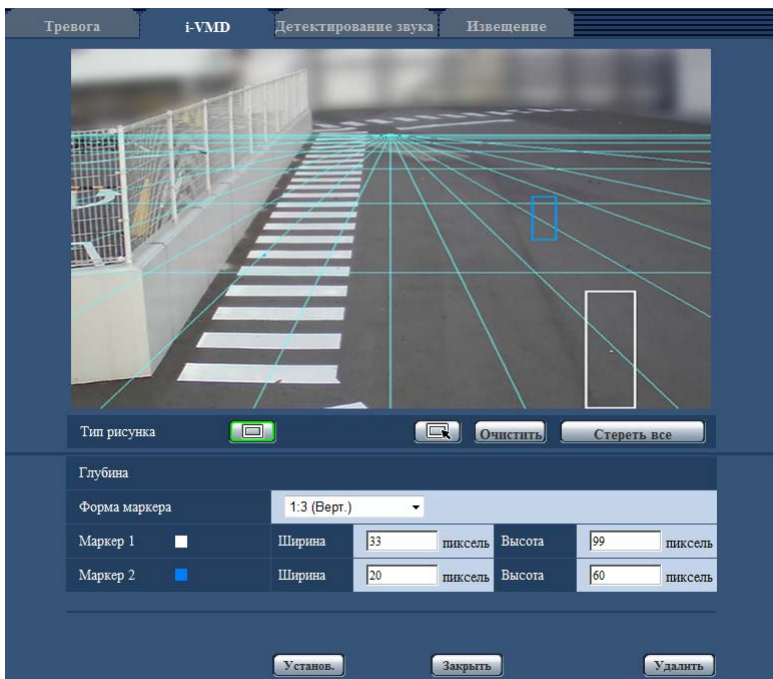 Тревога i-VMD Детектирование звука Извещение
Тип рисунка Очистить Стереть все
Глубина
Форма маркера 1:3 (Верт.)
Маркер 1 Ширина 33 пиксель Высота 99 пиксель
Маркер 2 Ширина 20 пиксель Высота 60 пиксель
Установ. Закрыть Удалить